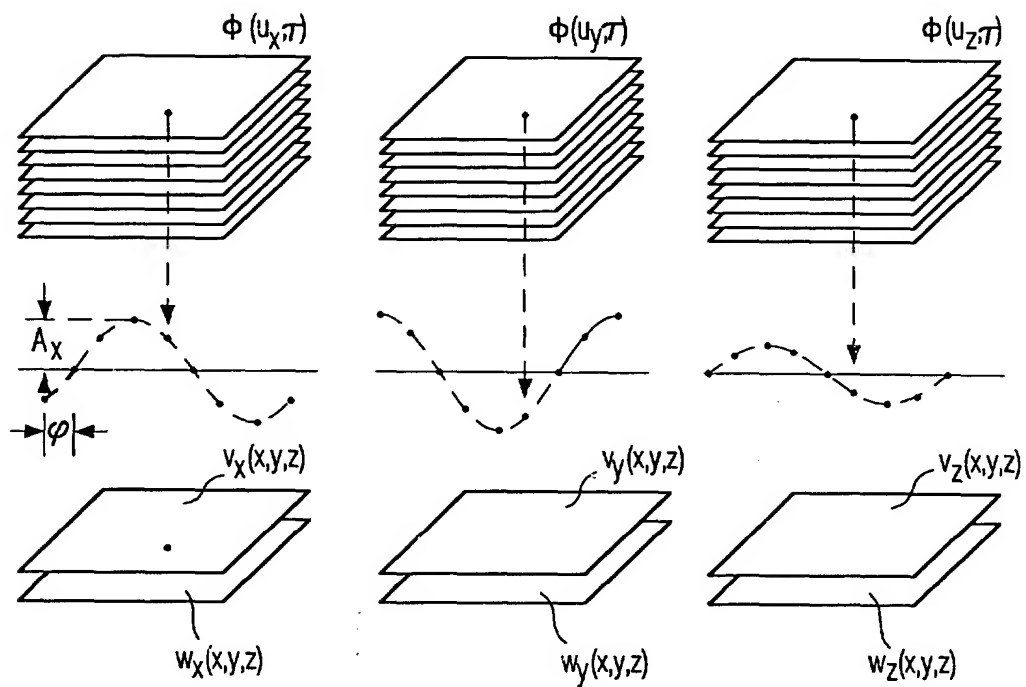 Φ(u_x,τ)
Φ(u_y,τ)
Φ(u_z,τ)
A_x
φ
v_x(x,y,z)
v_y(x,y,z)
v_z(x,y,z)
w_x(x,y,z)
w_y(x,y,z)
w_z(x,y,z)